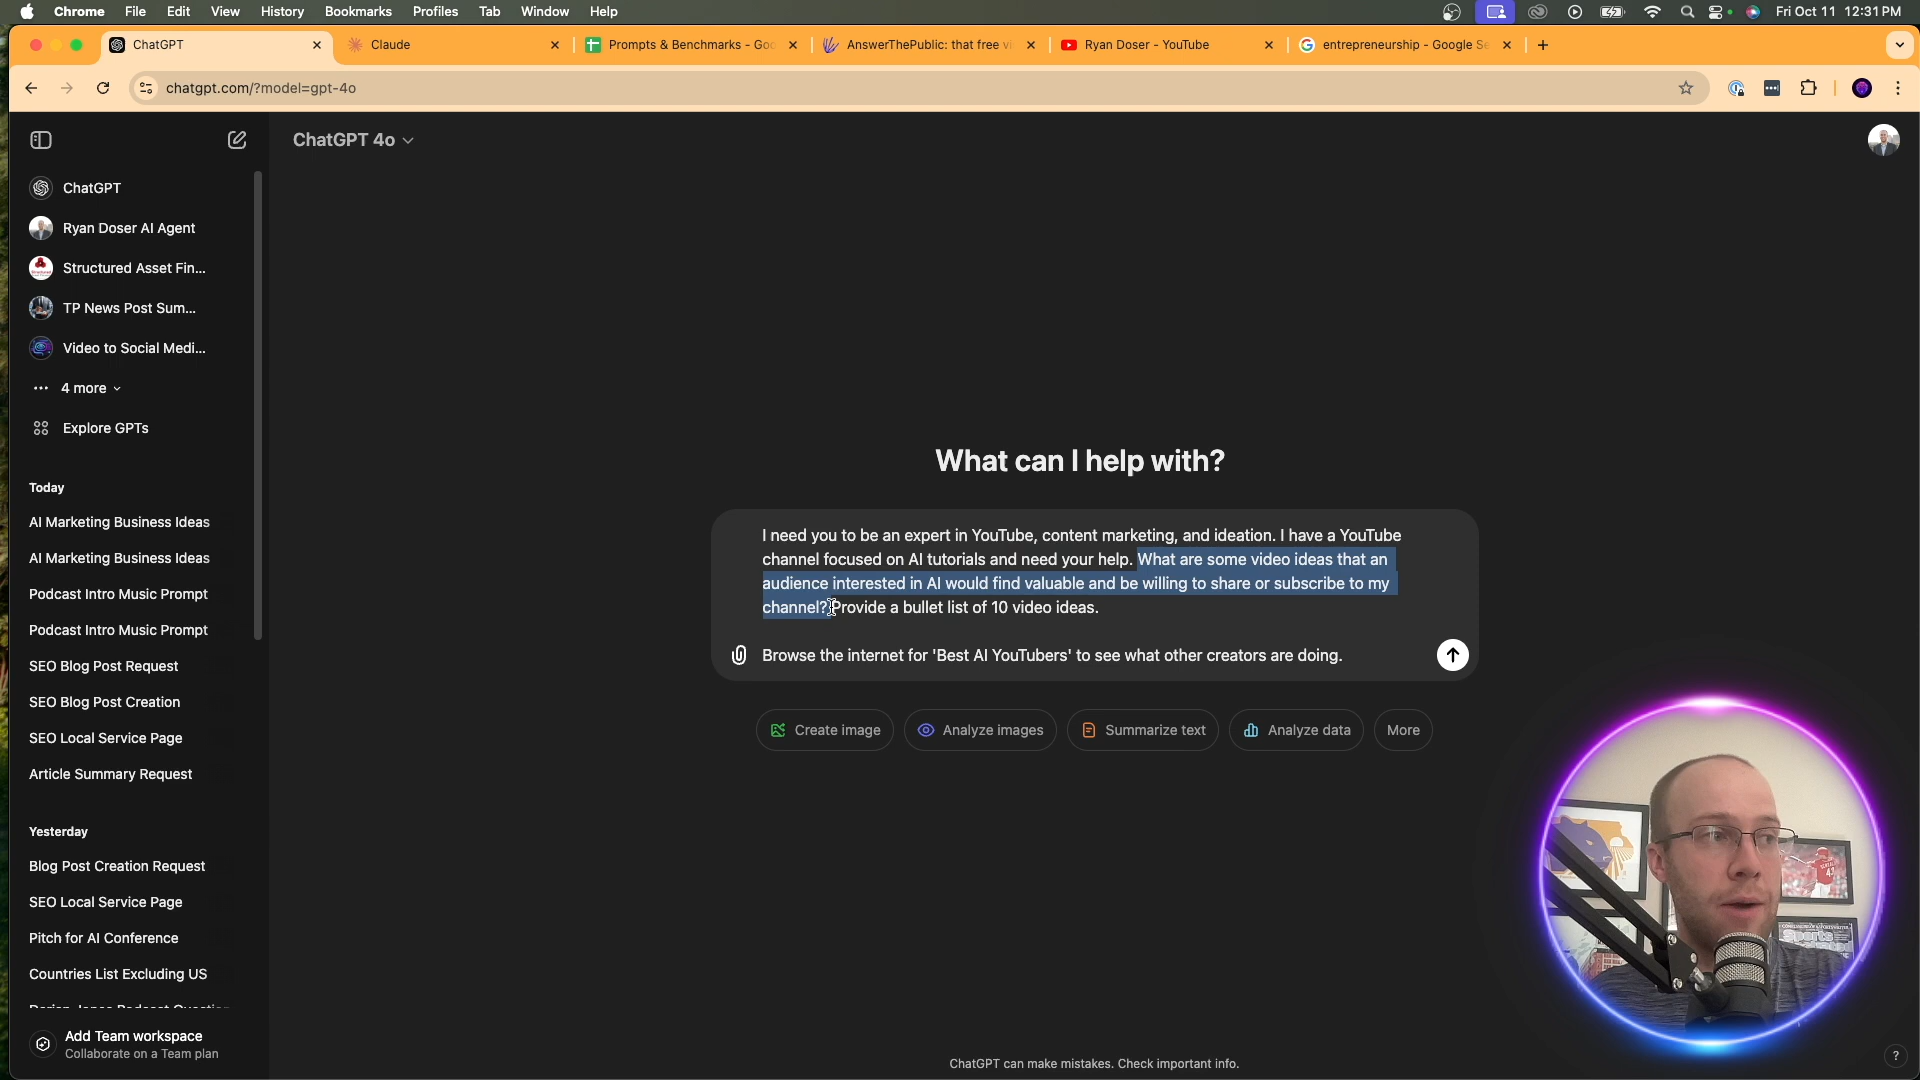 Chrome File Edit View History Bookmarks Profiles Tab Window Help
Fri Oct 11 12:31 PM
ChatGPT
Claude
Prompts & Benchmarks - Goo
AnswerThePublic: that free vi
Ryan Doser - YouTube
entrepreneurship - Google Se
chatgpt.com/?model=gpt-4o
ChatGPT 4o
ChatGPT
Ryan Doser AI Agent
Structured Asset Fin...
TP News Post Sum...
Video to Social Medi...
4 more
Explore GPTs
Today
AI Marketing Business Ideas
AI Marketing Business Ideas
Podcast Intro Music Prompt
Podcast Intro Music Prompt
SEO Blog Post Request
SEO Blog Post Creation
SEO Local Service Page
Article Summary Request
Yesterday
Blog Post Creation Request
SEO Local Service Page
Pitch for AI Conference
Countries List Excluding US
Add Team workspace
Collaborate on a Team plan
What can I help with?
I need you to be an expert in YouTube, content marketing, and ideation. I have a YouTube
channel focused on AI tutorials and need your help. What are some video ideas that an
audience interested in AI would find valuable and be willing to share or subscribe to my
channel? Provide a bullet list of 10 video ideas.
Browse the internet for 'Best AI YouTubers' to see what other creators are doing.
Create image
Analyze images
Summarize text
Analyze data
More
ChatGPT can make mistakes. Check important info.
?
Sports